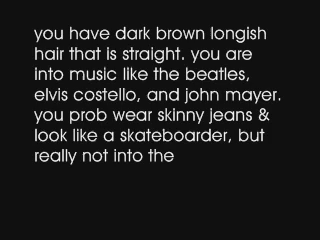 you have dark brown longish
hair that is straight. you are
into music like the beatles,
elvis costello, and john mayer.
you prob wear skinny jeans &
look like a skateboarder, but
really not into the